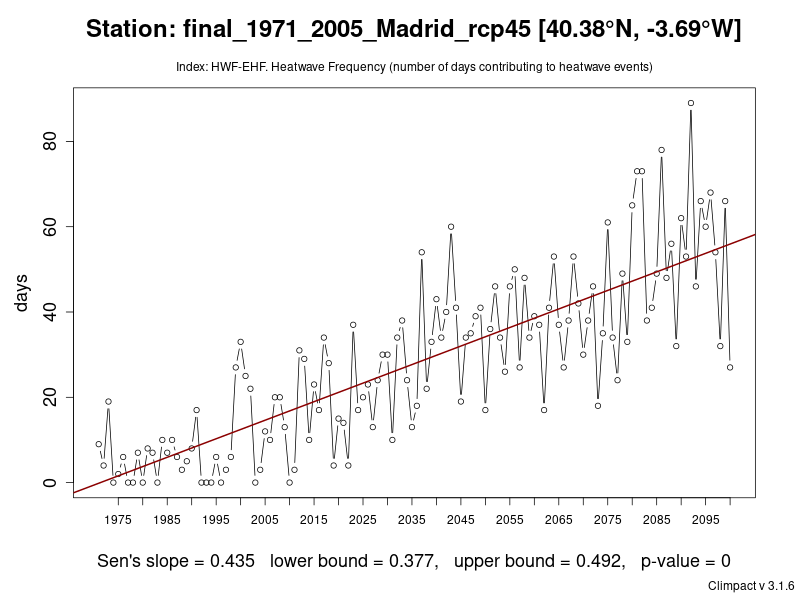 Station: final_1971_2005_Madrid_rcp45 [40.38°N, -3.69°W]
Index: HWF-EHF. Heatwave Frequency (number of days contributing to heatwave events)
days
80
60
40
20
0
1975 1985 1995 2005 2015 2025 2035 2045 2055 2065 2075 2085 2095
Sen's slope = 0.435 lower bound = 0.377, upper bound = 0.492, p-value = 0
Climpact v 3.1.6